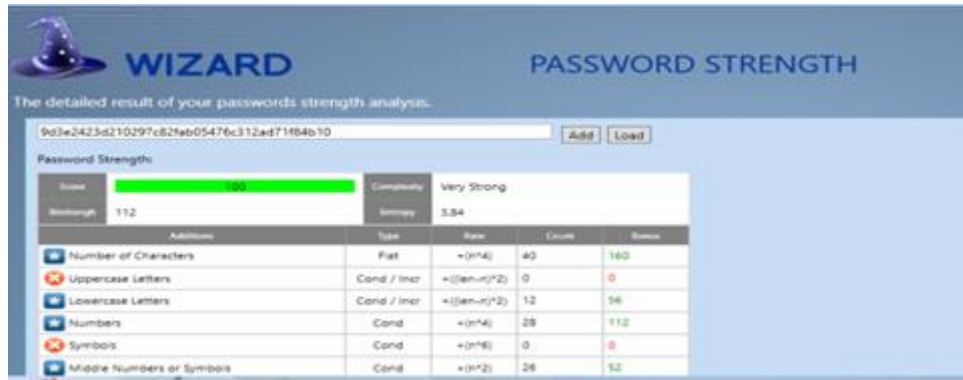 WIZARD
PASSWORD STRENGTH
The detailed result of your passwords strength analysis.
9d3e2423d210297c82fab05476c312ad71f84b10 Add Load
Password Strength:
Score 100 Complexity Very Strong
112 Entropy 3.84
Additions Type Rate Count Bonus
Number of Characters Flat +(n*4) 40 160
Uppercase Letters Cond / Incr +((len-n)*2) 0 0
Lowercase Letters Cond / Incr +((len-n)*2) 12 56
Numbers Cond +(n*4) 28 112
Symbols Cond +(n*6) 0 0
Middle Numbers or Symbols Cond +(n*2) 26 52